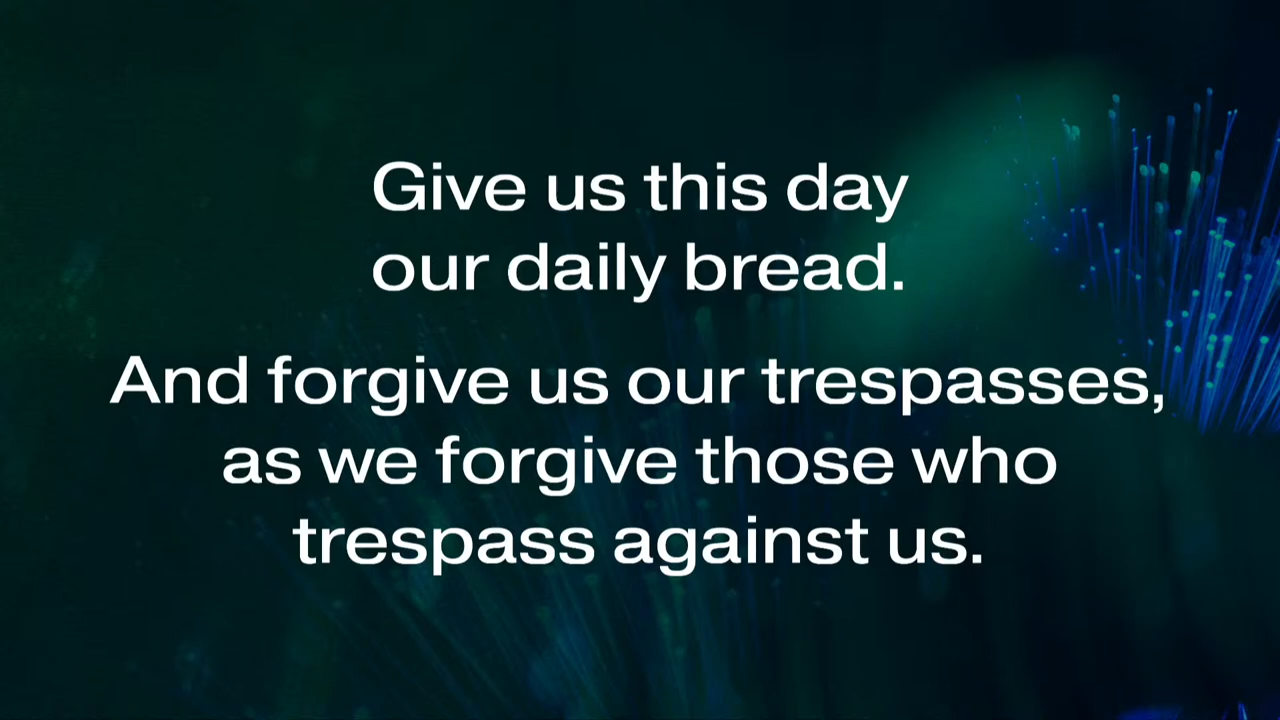 Give us this day
our daily bread.
And forgive us our trespasses,
as we forgive those who
trespass against us.